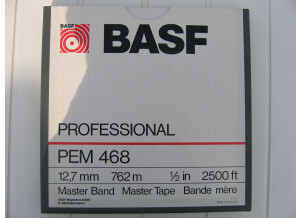 BASF
BASF
PROFESSIONAL
PEM 468
12,7 mm 762 m ½ in 2500 ft
Master Band Master Tape Bande mère